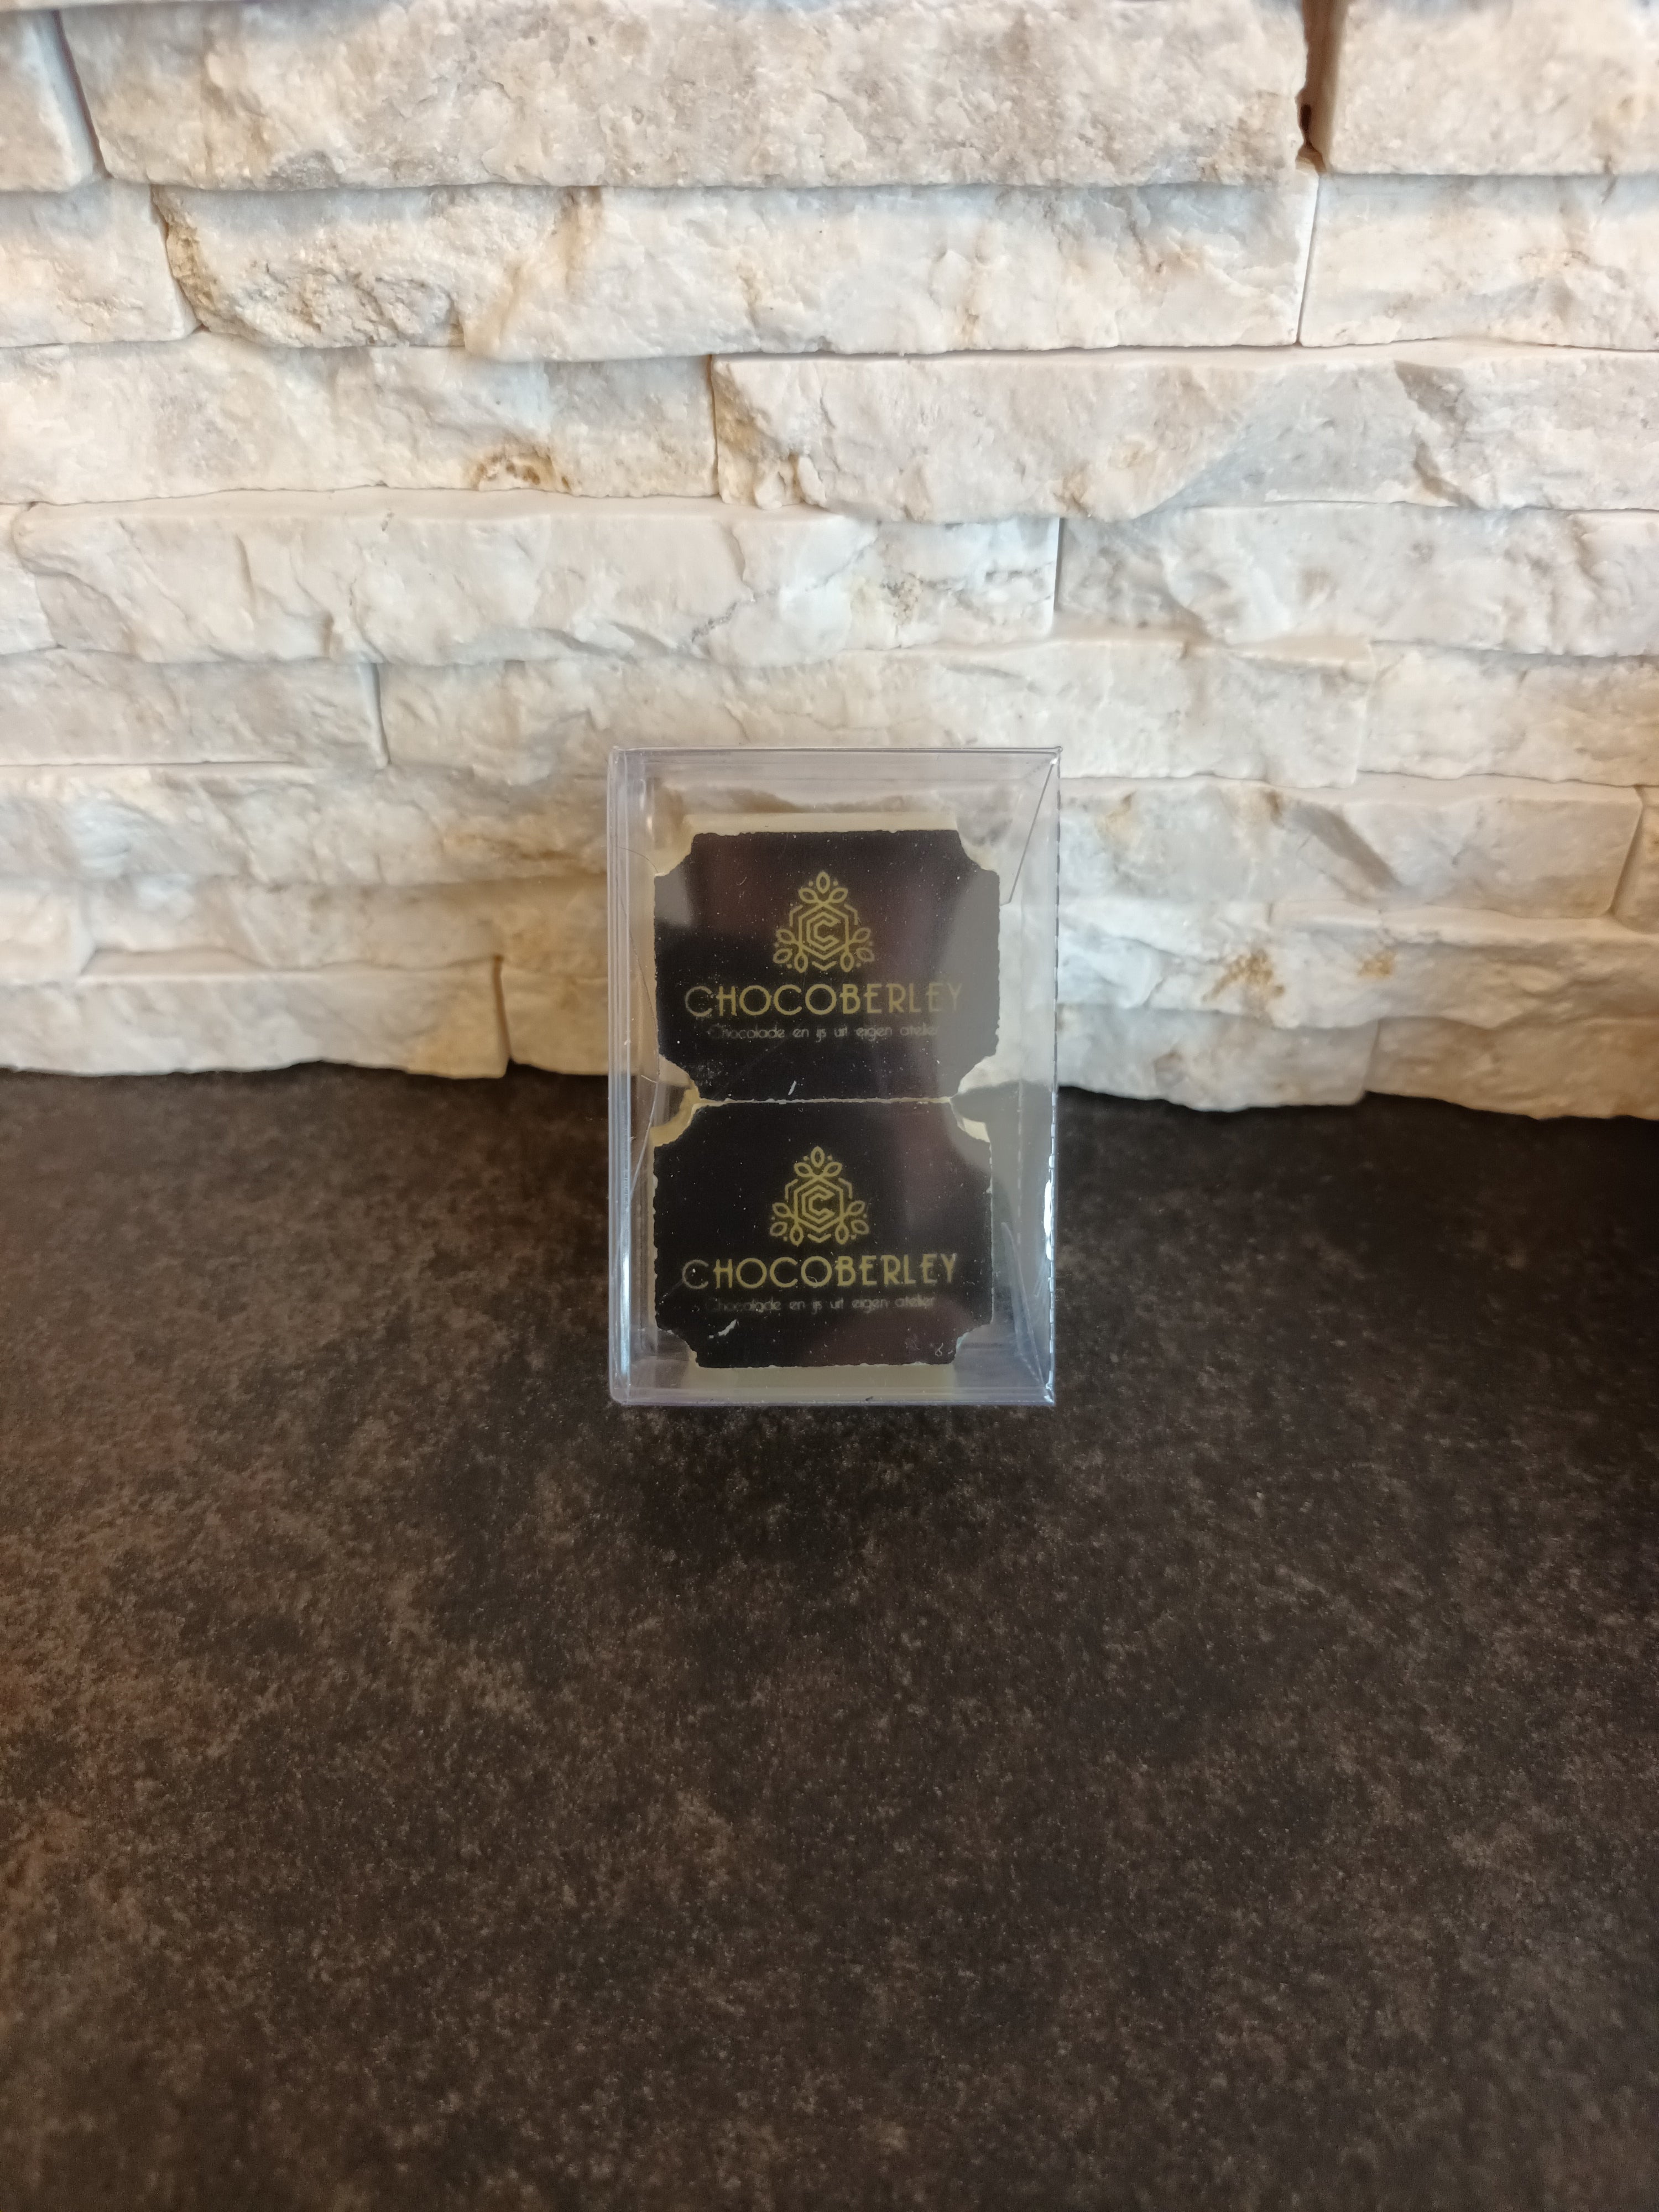 CHOCOBERLEY
Chocolade en ijs uit eigen atelier
CHOCOBERLEY
Chocolade en ijs uit eigen atelier